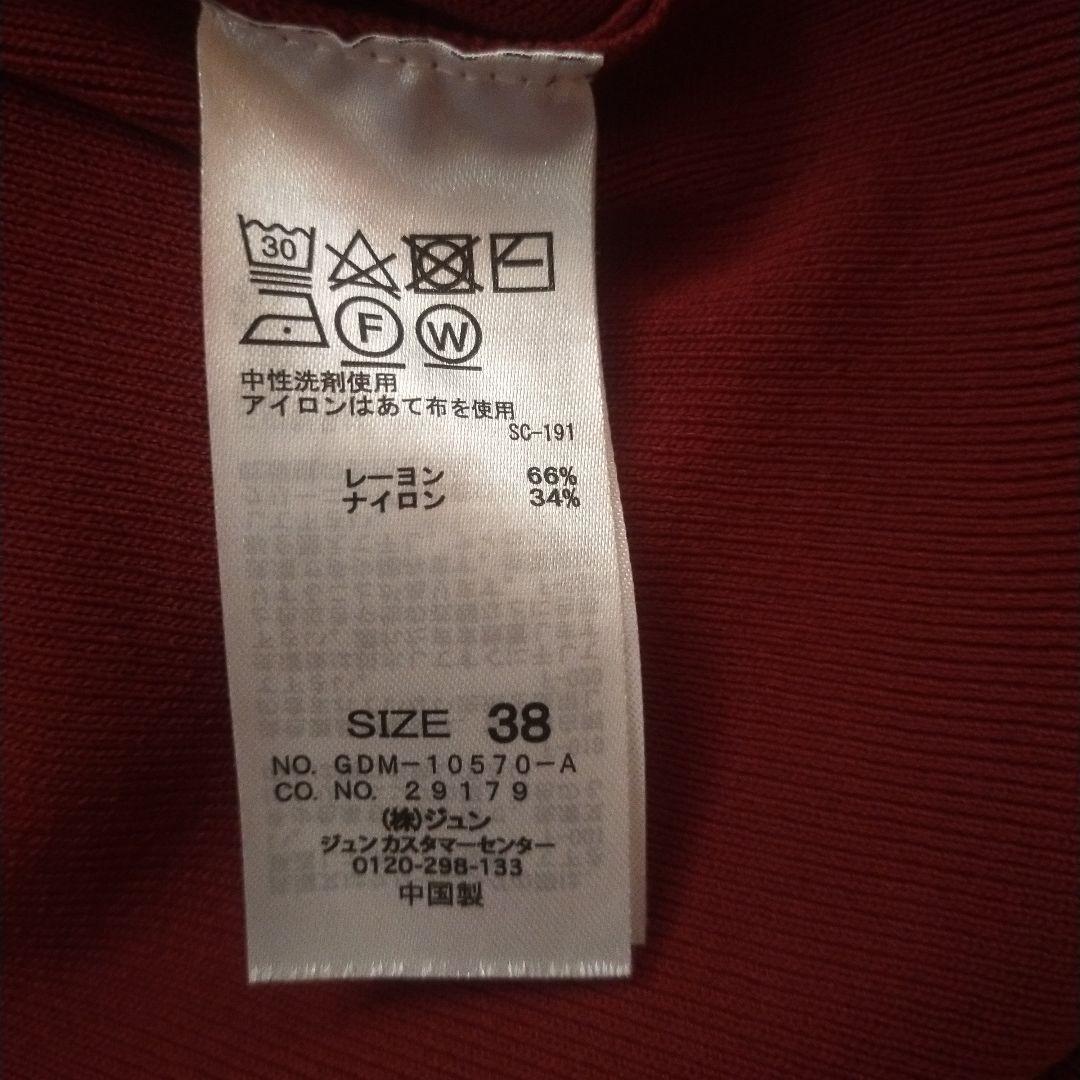 30
F W
中性洗剤使用
アイロンはあて布を使用
SC-191
レーヨン 66%
ナイロン 34%
SIZE 38
NO. GDM-10570-A
CO. NO. 29179
(株)ジュン
ジュンカスタマーセンター
0120-298-133
中国製